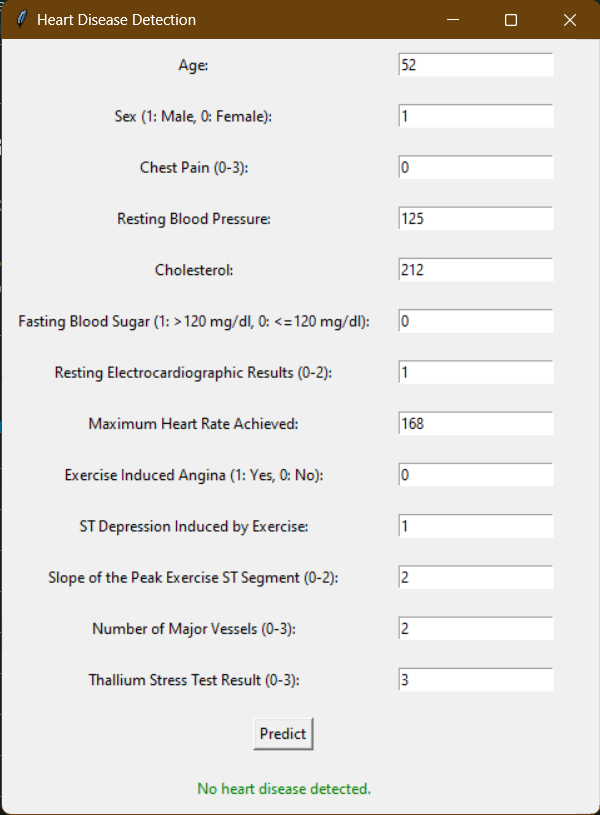 Heart Disease Detection
Age: 52
Sex (1: Male, 0: Female): 1
Chest Pain (0-3): 0
Resting Blood Pressure: 125
Cholesterol: 212
Fasting Blood Sugar (1: >120 mg/dl, 0: <=120 mg/dl): 0
Resting Electrocardiographic Results (0-2): 1
Maximum Heart Rate Achieved: 168
Exercise Induced Angina (1: Yes, 0: No): 0
ST Depression Induced by Exercise: 1
Slope of the Peak Exercise ST Segment (0-2): 2
Number of Major Vessels (0-3): 2
Thallium Stress Test Result (0-3): 3
Predict
No heart disease detected.